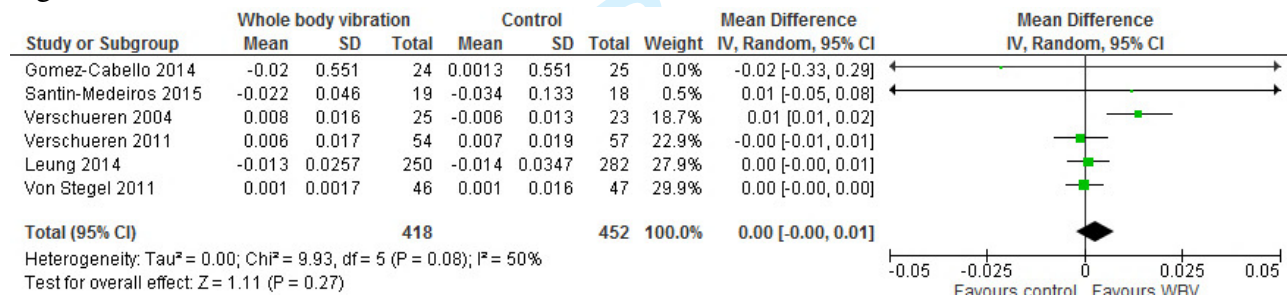 Whole body vibration Control Mean Difference Mean Difference
Study or Subgroup Mean SD Total Mean SD Total Weight IV, Random, 95% CI IV, Random, 95% CI
Gomez-Cabello 2014 -0.02 0.551 24 0.0013 0.551 25 0.0% -0.02 [-0.33, 0.29]
Santin-Medeiros 2015 -0.022 0.046 19 -0.034 0.133 18 0.5% 0.01 [-0.05, 0.08]
Verschueren 2004 0.008 0.016 25 -0.006 0.013 23 18.7% 0.01 [0.01, 0.02]
Verschueren 2011 0.006 0.017 54 0.007 0.019 57 22.9% -0.00 [-0.01, 0.01]
Leung 2014 -0.013 0.0257 250 -0.014 0.0347 282 27.9% 0.00 [-0.00, 0.01]
Von Stegel 2011 0.001 0.0017 46 0.001 0.016 47 29.9% 0.00 [-0.00, 0.00]
Total (95% CI) 418 452 100.0% 0.00 [-0.00, 0.01]
Heterogeneity: Tau² = 0.00; Chi² = 9.93, df = 5 (P = 0.08); I² = 50%
Test for overall effect: Z = 1.11 (P = 0.27)
-0.05 -0.025 0 0.025 0.05
Favours control Favours WBV